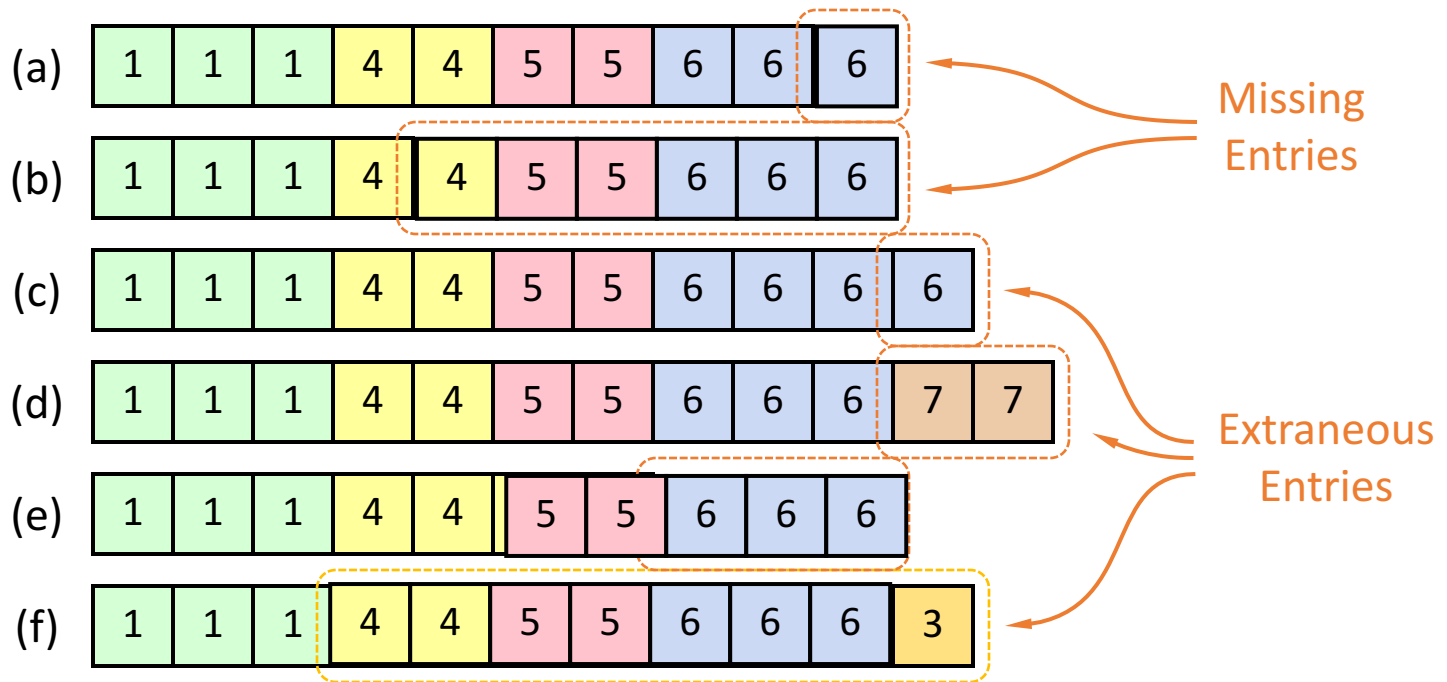 (a) 1 1 1 4 4 5 5 6 6 6
Missing
Entries
(b) 1 1 1 4 4 5 5 6 6 6
(c) 1 1 1 4 4 5 5 6 6 6 6
(d) 1 1 1 4 4 5 5 6 6 6 7 7
Extraneous
Entries
(e) 1 1 1 4 4 5 5 6 6 6
(f) 1 1 1 4 4 5 5 6 6 6 3